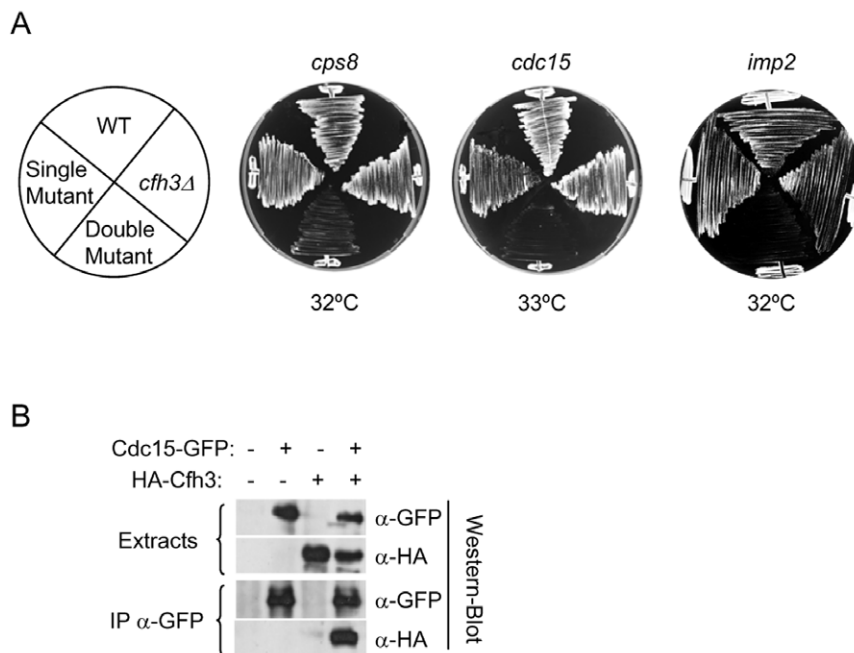 A
cps8
cdc15
imp2
WT
Single
Mutant
cfh3Δ
Double
Mutant
32ºC
33ºC
32ºC
B
Cdc15-GFP: - + - +
HA-Cfh3: - - + +
Extracts
α-GFP
α-HA
IP α-GFP
α-GFP
α-HA
Western-Blot